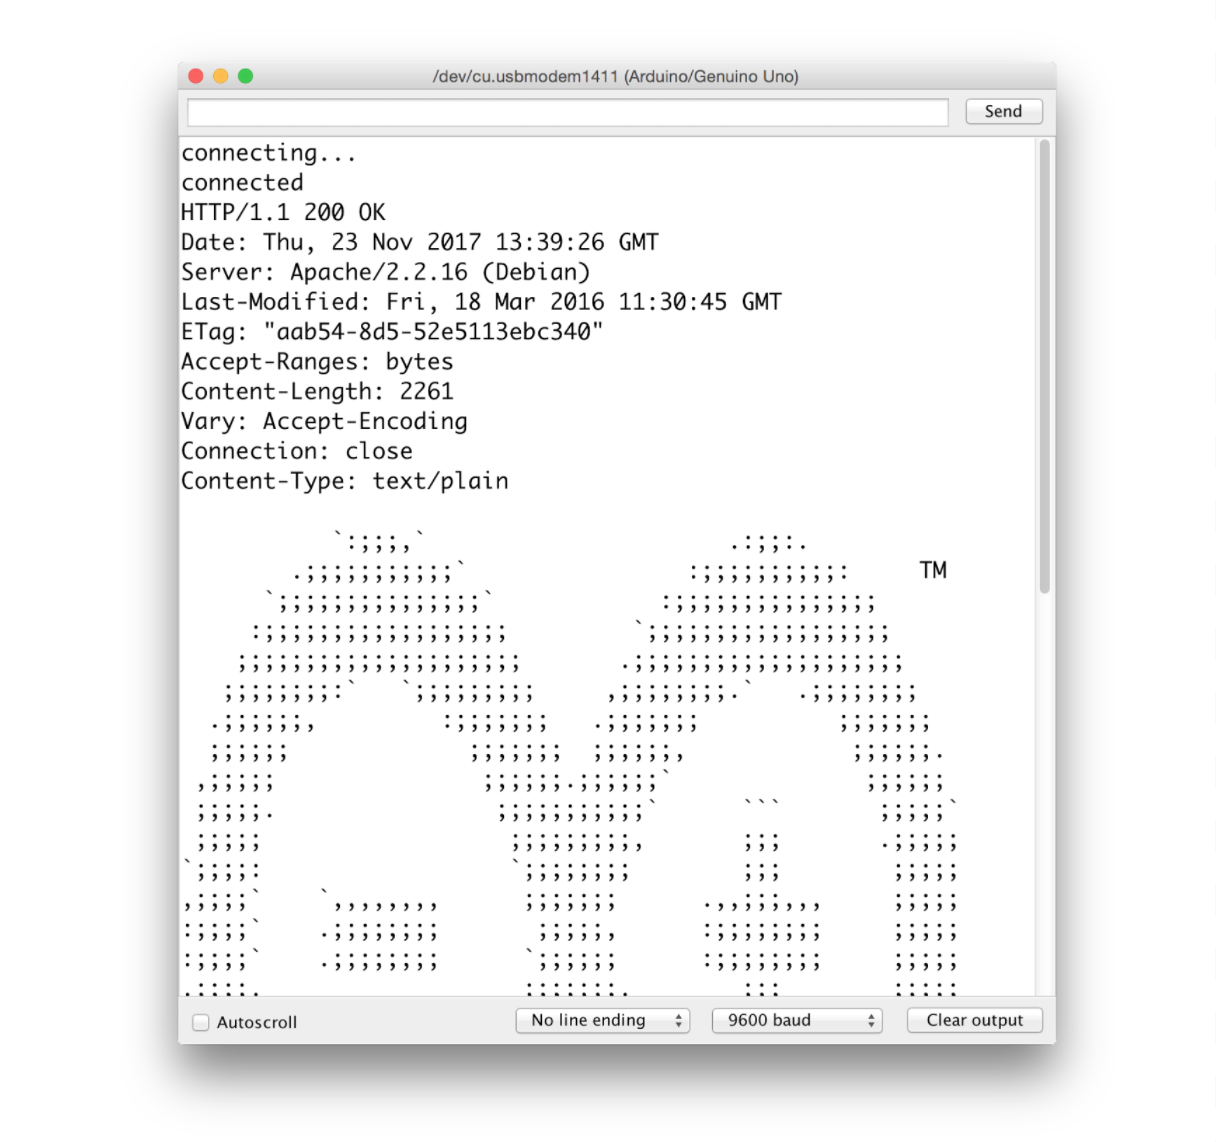 /dev/cu.usbmodem1411 (Arduino/Genuino Uno)
Send
connecting...
connected
HTTP/1.1 200 OK
Date: Thu, 23 Nov 2017 13:39:26 GMT
Server: Apache/2.2.16 (Debian)
Last-Modified: Fri, 18 Mar 2016 11:30:45 GMT
ETag: "aab54-8d5-52e5113ebc340"
Accept-Ranges: bytes
Content-Length: 2261
Vary: Accept-Encoding
Connection: close
Content-Type: text/plain
TM
Autoscroll
No line ending
9600 baud
Clear output